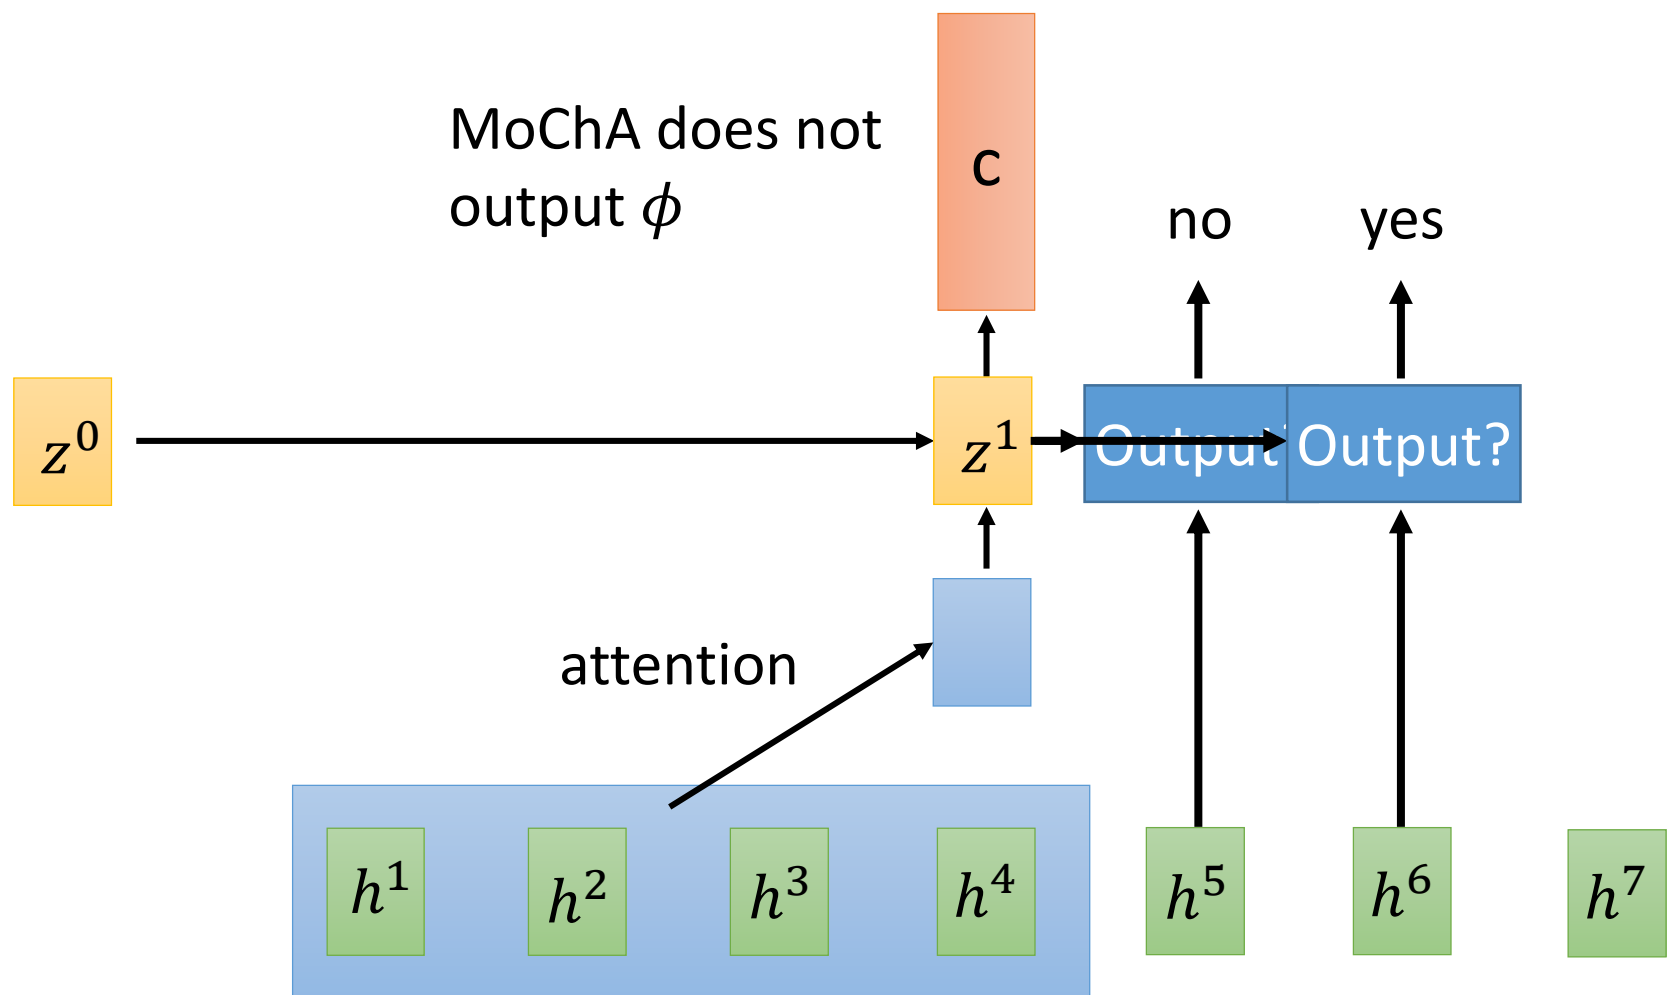 MoChA does not
output 𝜙
c
no
yes
z⁰
z¹
Output?
Output?
attention
h¹
h²
h³
h⁴
h⁵
h⁶
h⁷